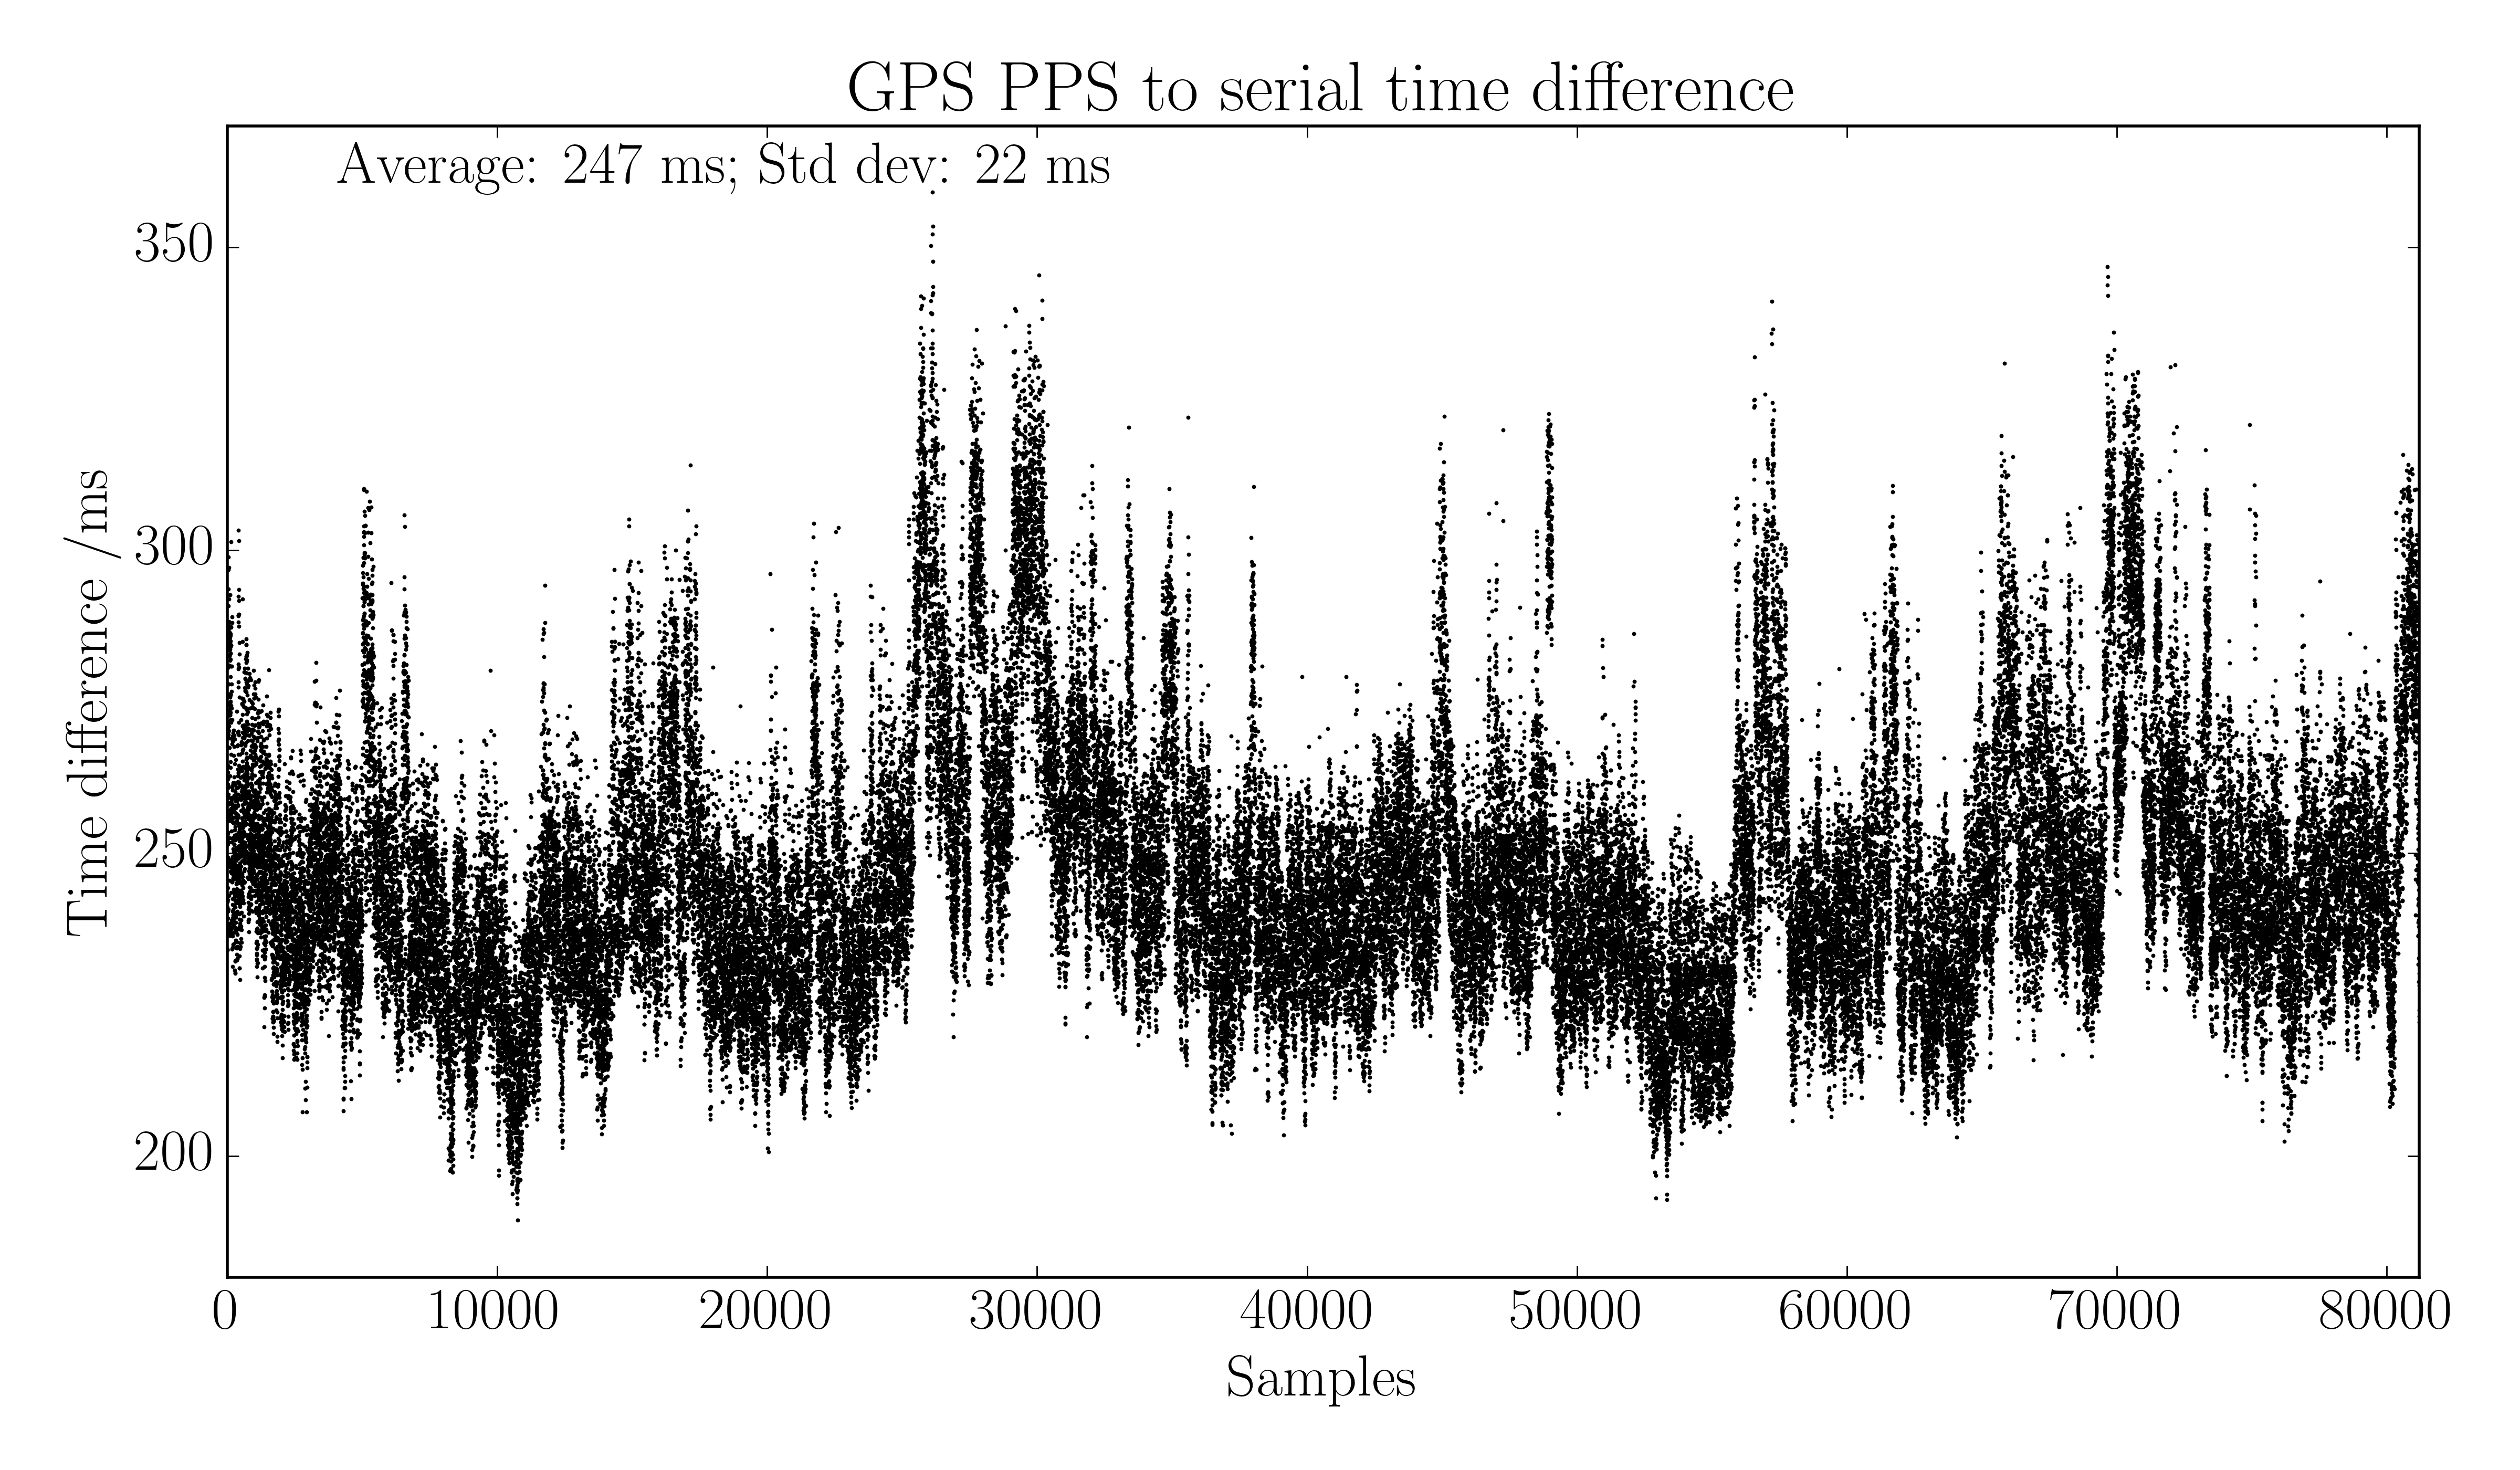 GPS PPS to serial time difference
Average: 247 ms; Std dev: 22 ms
Time difference /ms
350
300
250
200
0 10000 20000 30000 40000 50000 60000 70000 80000
Samples